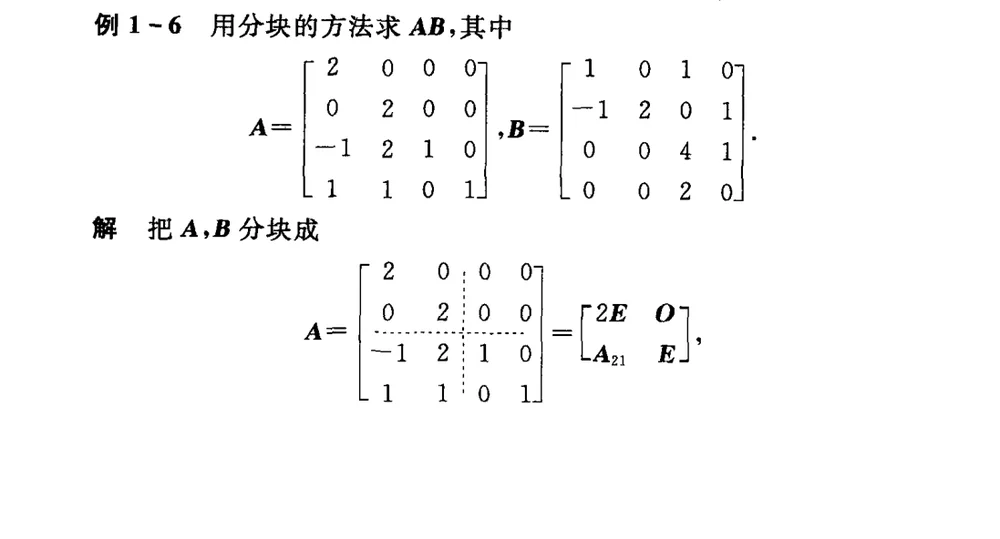 例 1-6 用分块的方法求 AB,其中
A=[2 0 0 0
0 2 0 0
-1 2 1 0
1 1 0 1],B=[1 0 1 0
-1 2 0 1
0 0 4 1
0 0 2 0].
解 把 A,B 分块成
A=[2 0 0 0
0 2 0 0
-1 2 1 0
1 1 0 1]=[2E O
A21 E],